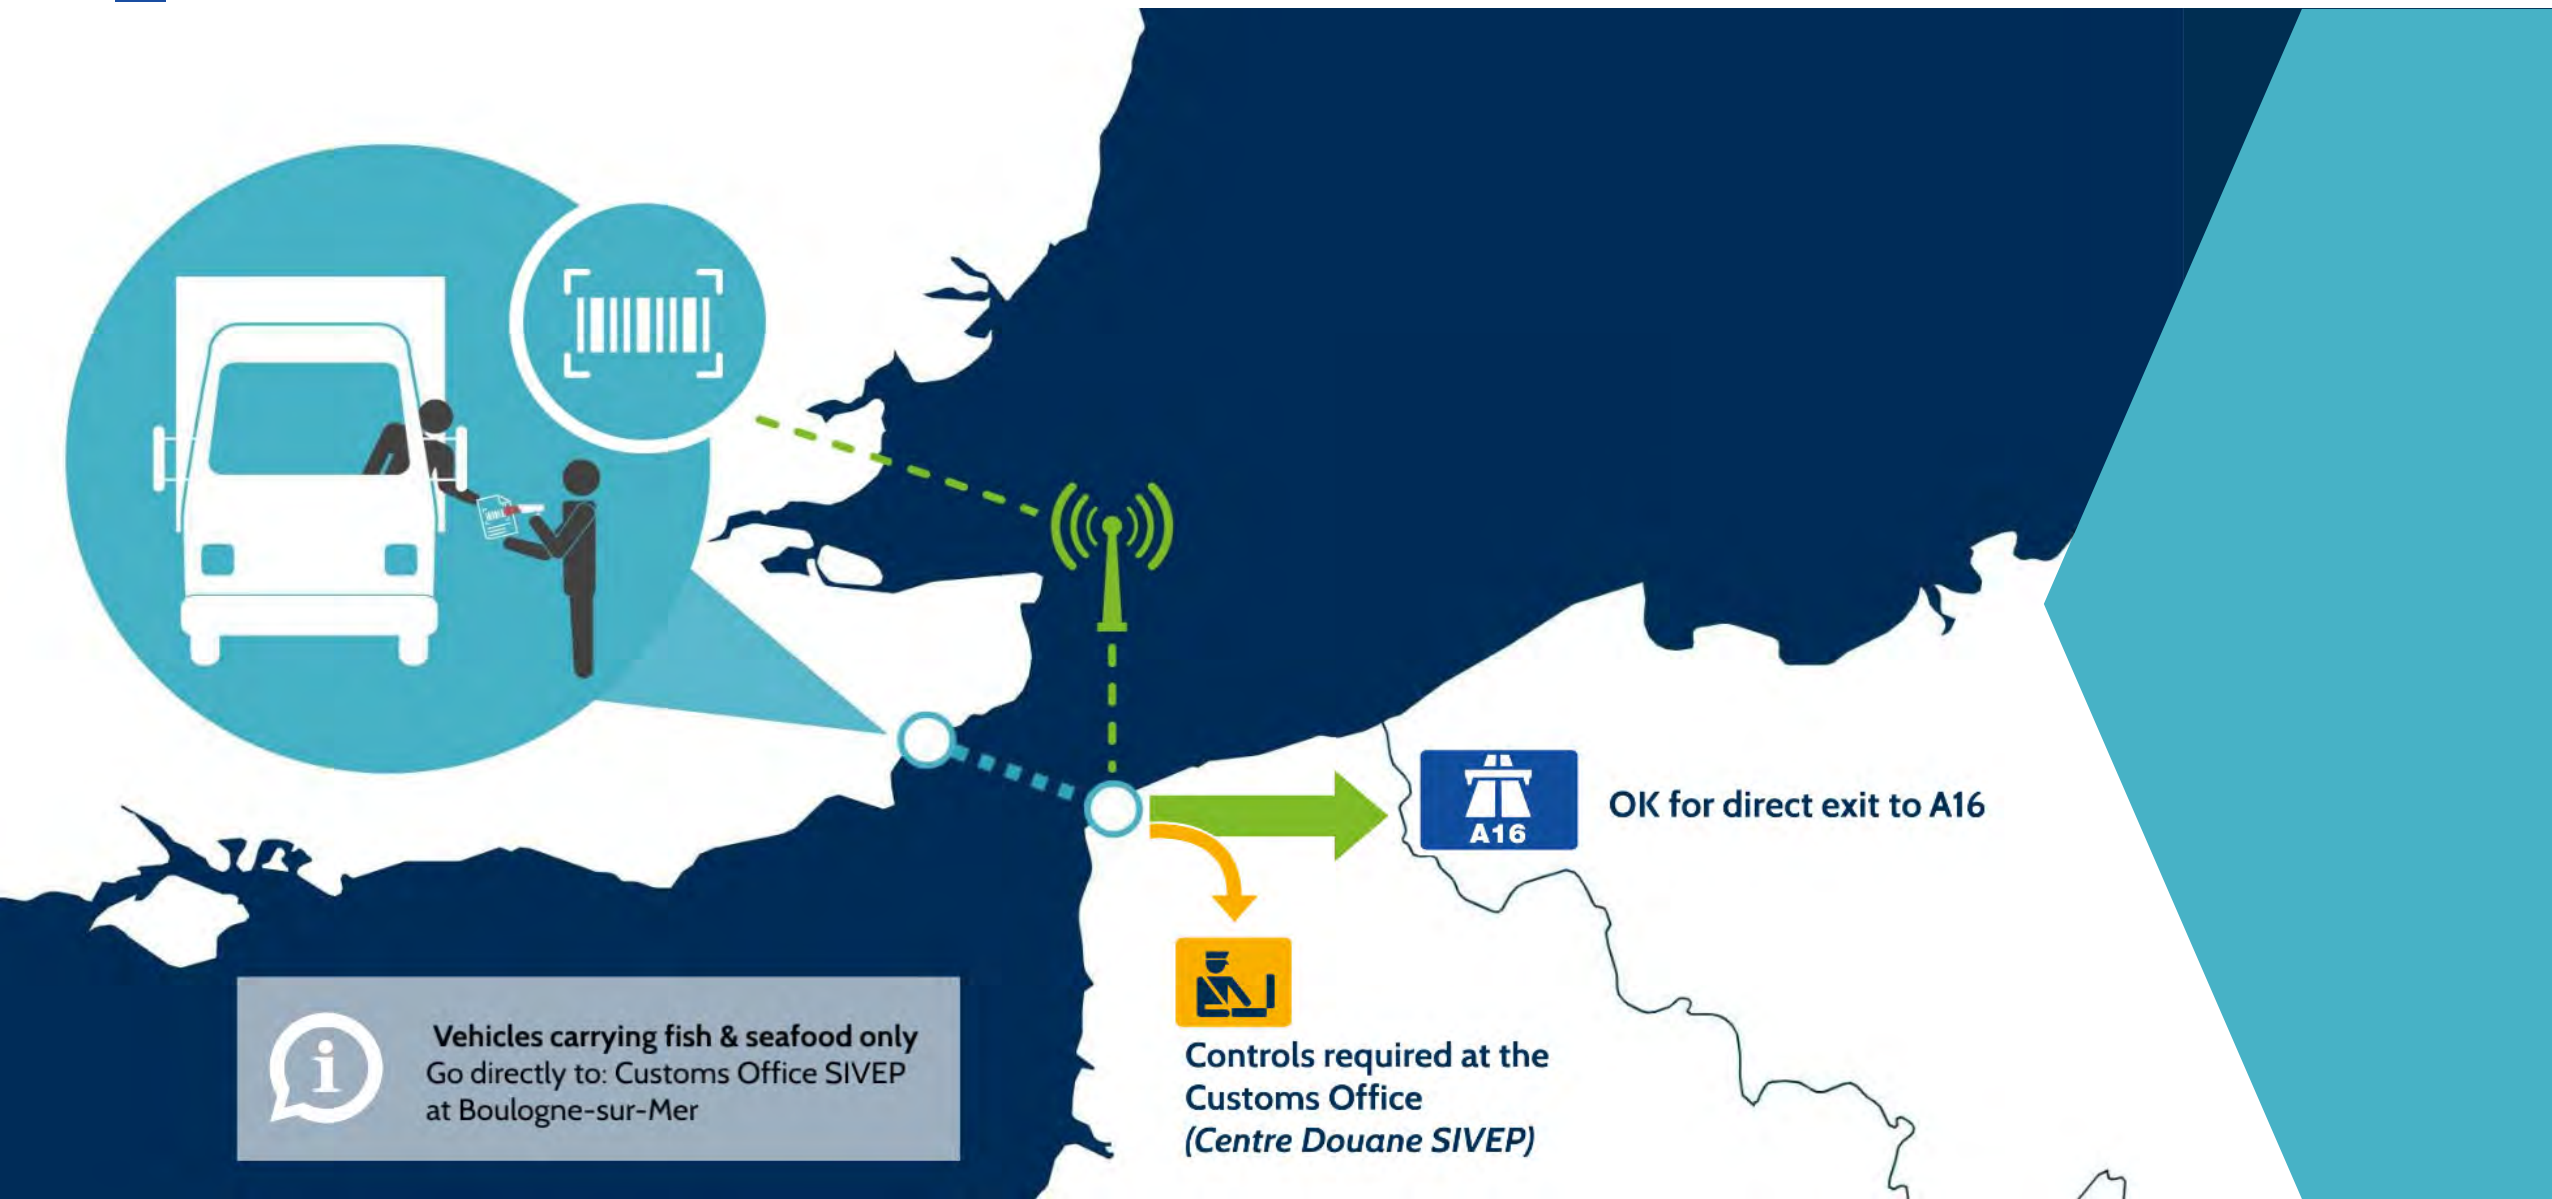 A16
OK for direct exit to A16
Controls required at the
Customs Office
(Centre Douane SIVEP)
i
Vehicles carrying fish & seafood only
Go directly to: Customs Office SIVEP
at Boulogne-sur-Mer